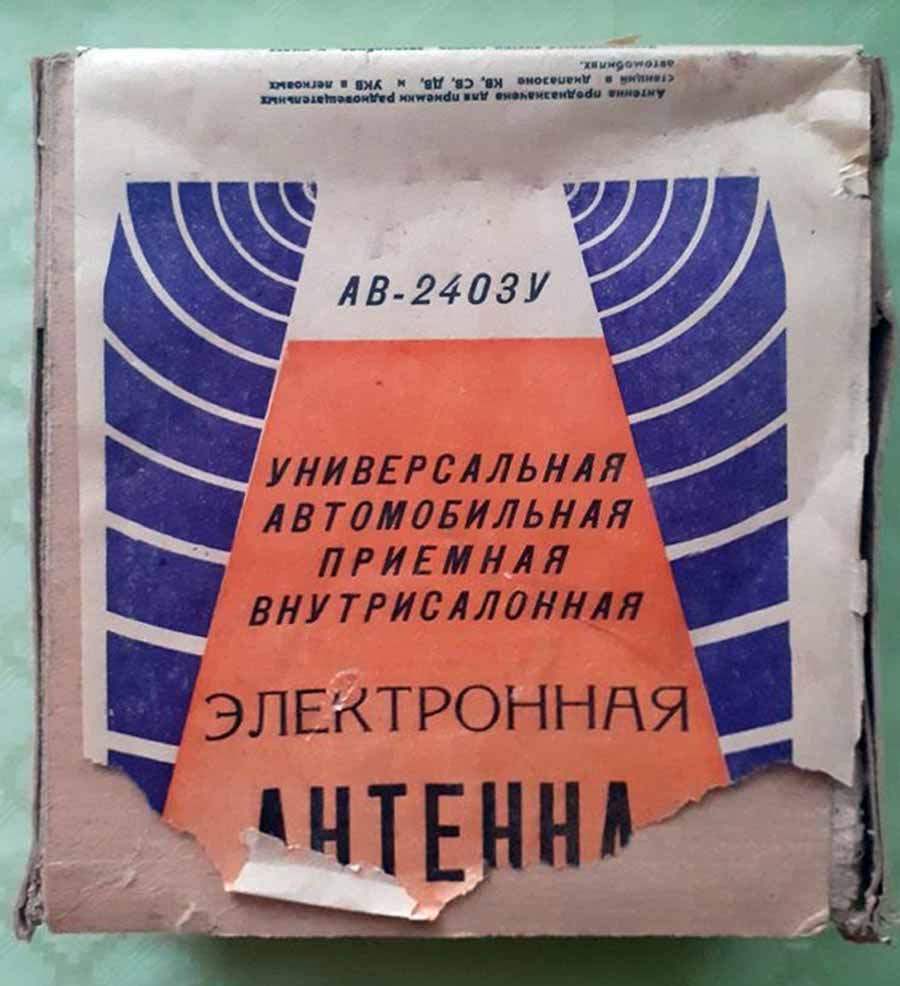 Антенна предназначена для приемки радиовещательных
станций в диапазоне КВ, СВ, ДВ, и УКВ в легковых
автомобилях.
АВ-2403У
УНИВЕРСАЛЬНАЯ
АВТОМОБИЛЬНАЯ
ПРИЕМНАЯ
ВНУТРИСАЛОННАЯ
ЭЛЕКТРОННАЯ
АНТЕННА